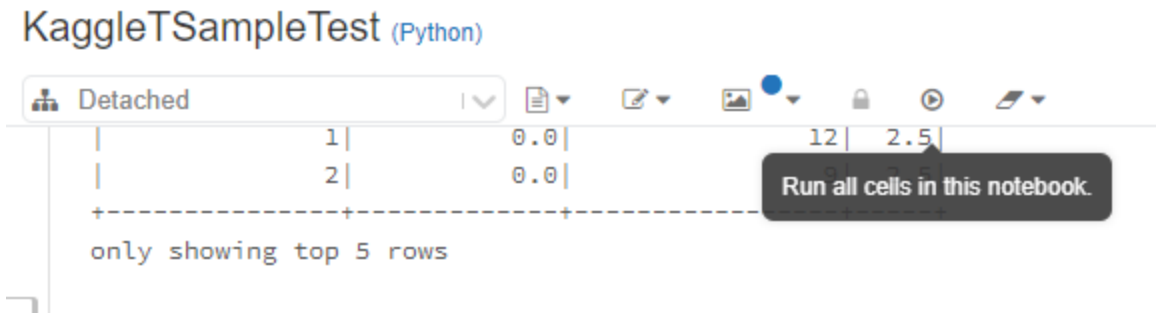 KaggleTSampleTest (Python)
Detached
| 1| 0.0| 12| 2.5|
| 2| 0.0|
Run all cells in this notebook.
+---------------+-------------+------------------+------+
only showing top 5 rows